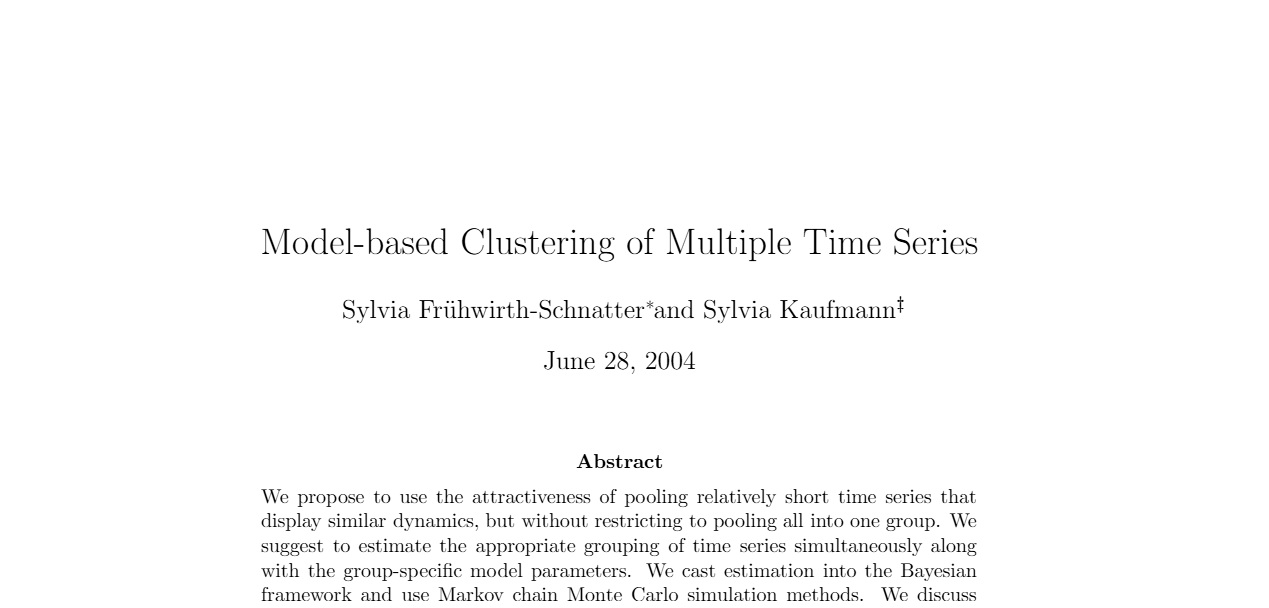 Model-based Clustering of Multiple Time Series
Sylvia Frühwirth-Schnatter*and Sylvia Kaufmann‡
June 28, 2004
Abstract
We propose to use the attractiveness of pooling relatively short time series that
display similar dynamics, but without restricting to pooling all into one group. We
suggest to estimate the appropriate grouping of time series simultaneously along
with the group-specific model parameters. We cast estimation into the Bayesian
framework and use Markov chain Monte Carlo simulation methods. We discuss